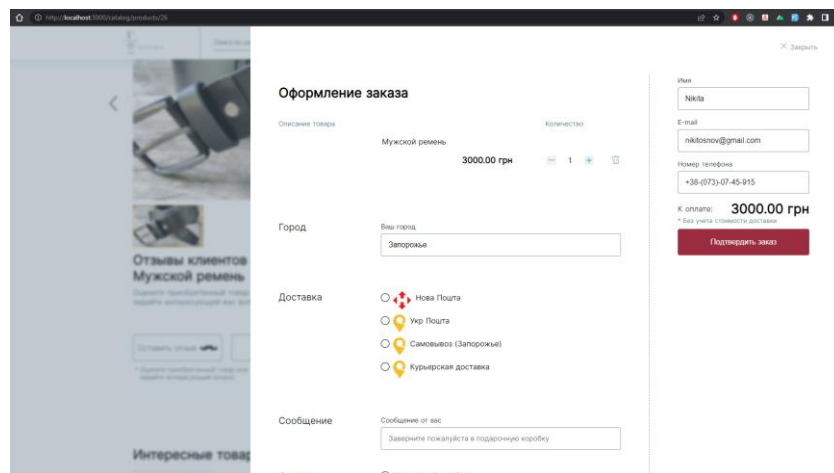 http://localhost:3000/catalog/products/26
Закрыть
Оформление заказа
Описание товара
Количество
Мужской ремень
3000.00 грн
1
Город
Ваш город
Запорожье
Доставка
Нова Пошта
Укр Пошта
Самовывоз (Запорожье)
Курьерская доставка
Сообщение
Сообщение от вас
Заверните пожалуйста в подарочную коробку
Имя
Nikita
E-mail
nikitosnov@gmail.com
Номер телефона
+38-(073)-07-45-915
К оплате: 3000.00 грн
* Без учета стоимости доставки
Подтвердить заказ
Отзывы клиентов
Мужской ремень
Оставить отзыв
Интересные товар